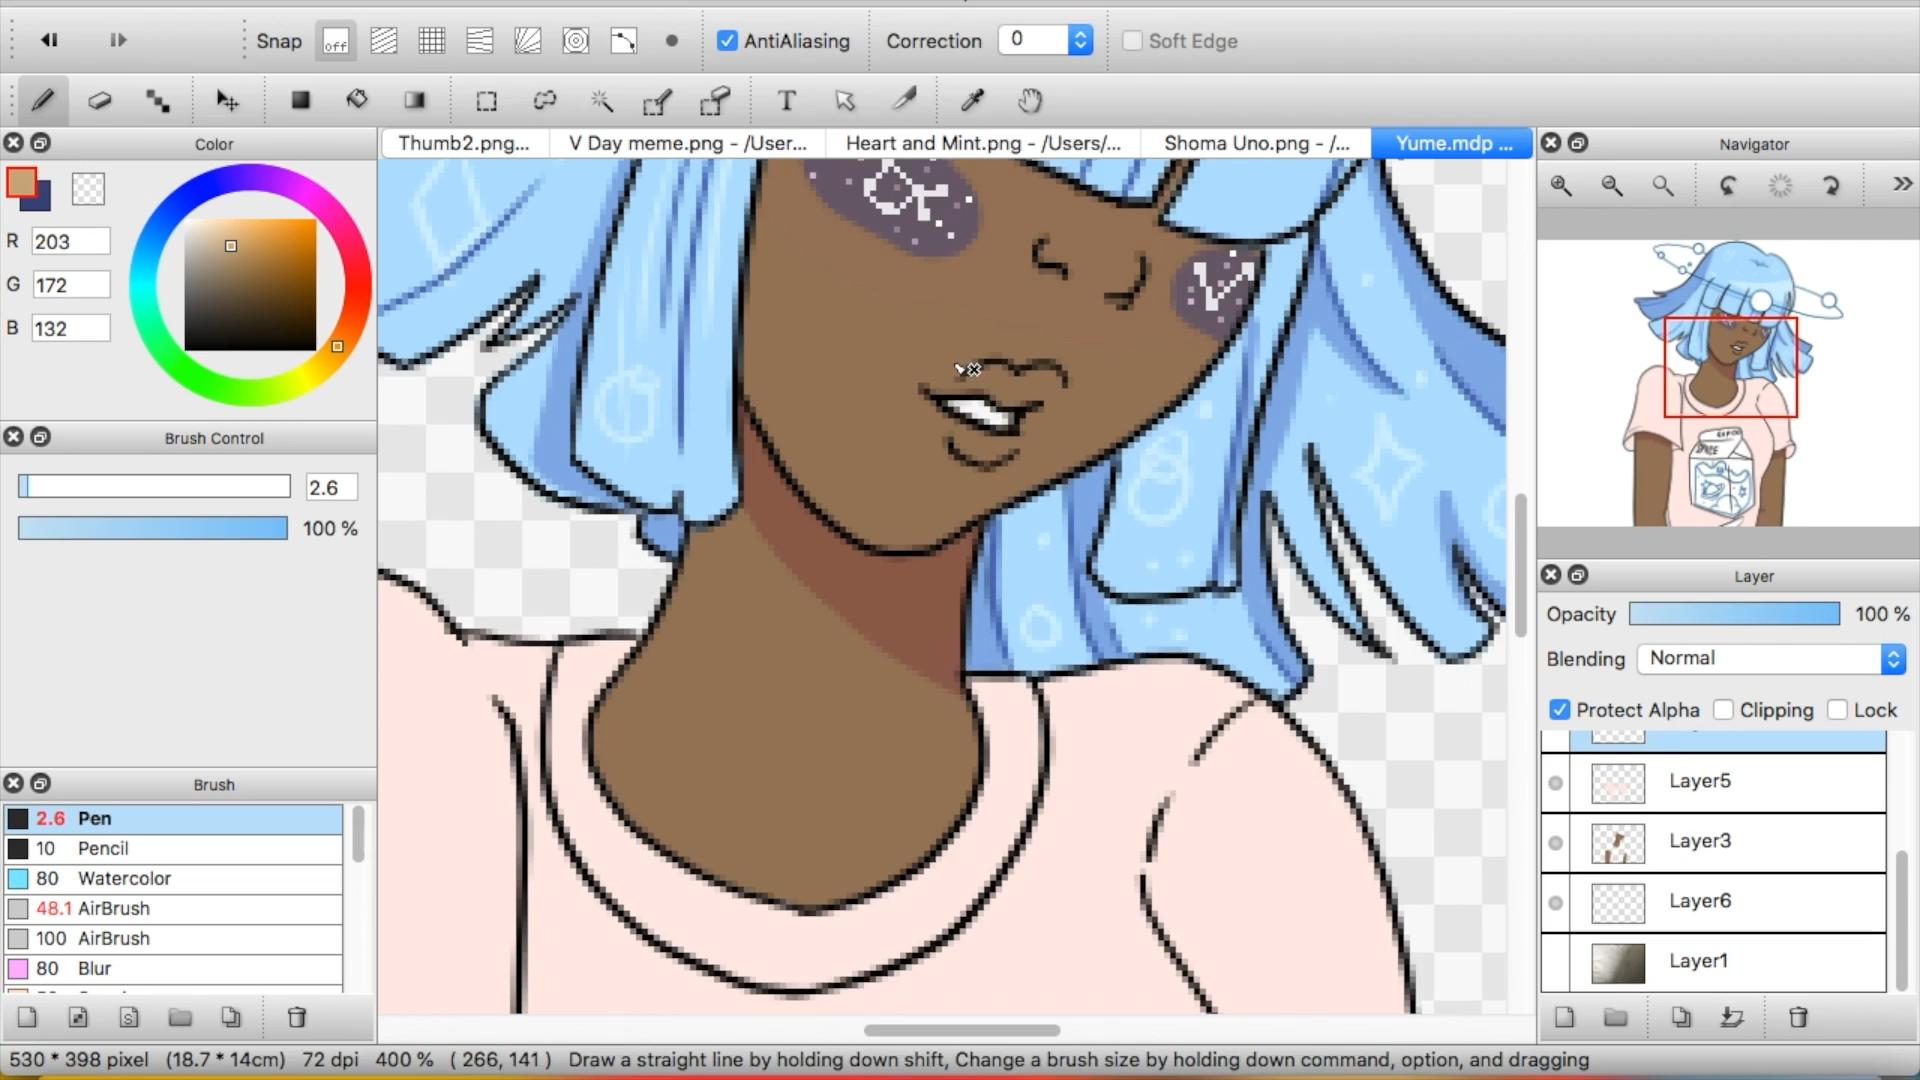 Snap off AntiAliasing Correction 0 Soft Edge
T
Color
Thumb2.png...
V Day meme.png - /User...
Heart and Mint.png - /Users/...
Shoma Uno.png - /...
Yume.mdp ...
Navigator
R 203
G 172
B 132
Brush Control
2.6
100 %
Brush
2.6 Pen
10 Pencil
80 Watercolor
48.1 AirBrush
100 AirBrush
80 Blur
SPACE
Layer
Opacity 100 %
Blending Normal
Protect Alpha Clipping Lock
Layer5
Layer3
Layer6
Layer1
530 * 398 pixel (18.7 * 14cm) 72 dpi 400 % ( 266, 141 ) Draw a straight line by holding down shift, Change a brush size by holding down command, option, and dragging